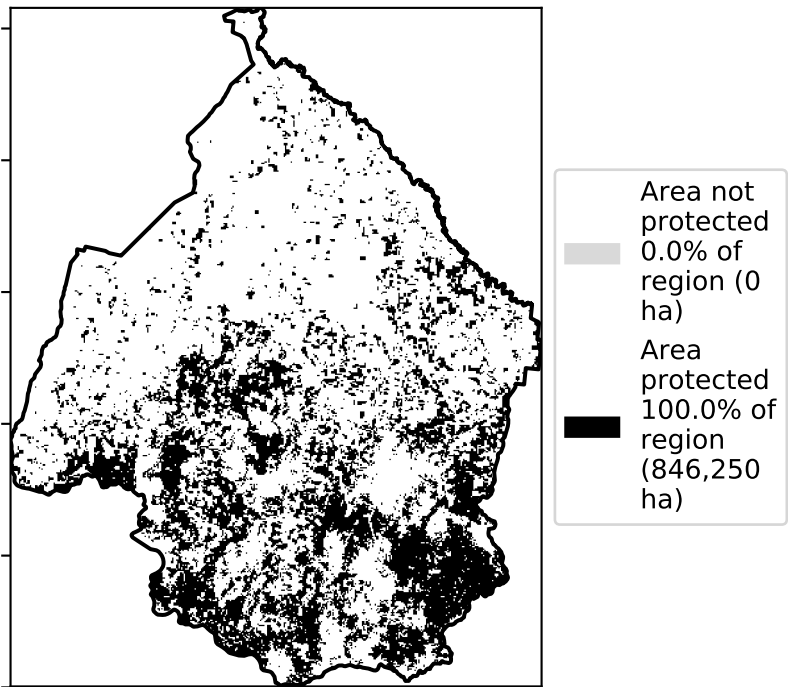 Area not
protected
0.0% of
region (0
ha)
Area
protected
100.0% of
region
(846,250
ha)